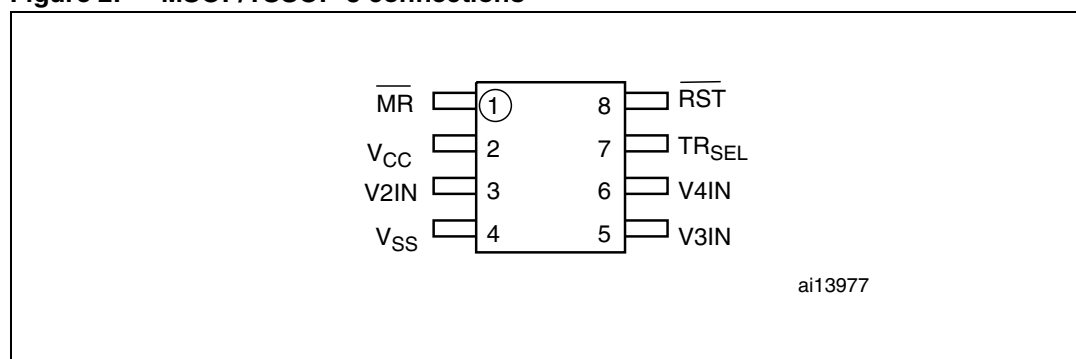 MR 1 8 RST
VCC 2 7 TRSEL
V2IN 3 6 V4IN
VSS 4 5 V3IN
ai13977